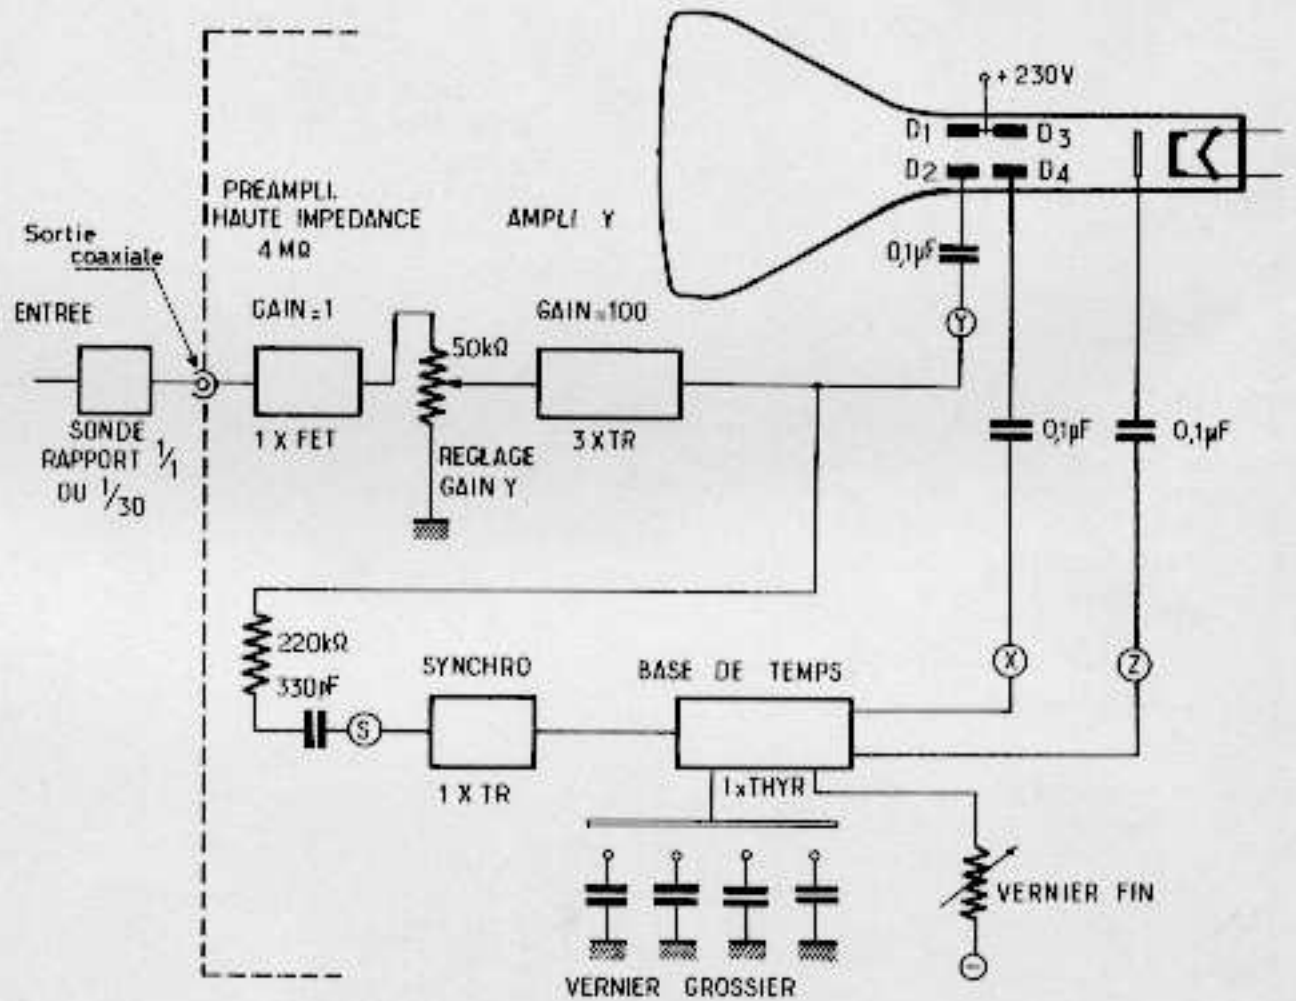 +230V
D1
D3
D2
D4
PREAMPLI.
HAUTE IMPEDANCE
4 MΩ
AMPLI Y
Sortie
coaxiale
0,1µF
ENTREE
GAIN=1
GAIN=100
Y
50kΩ
SONDE
RAPPORT 1/1
OU 1/30
1 X FET
REGLAGE
GAIN Y
3 X TR
0,1µF
0,1µF
220kΩ
330pF
S
SYNCHRO
BASE DE TEMPS
X
Z
1 X TR
1 x THYR
VERNIER FIN
VERNIER GROSSIER